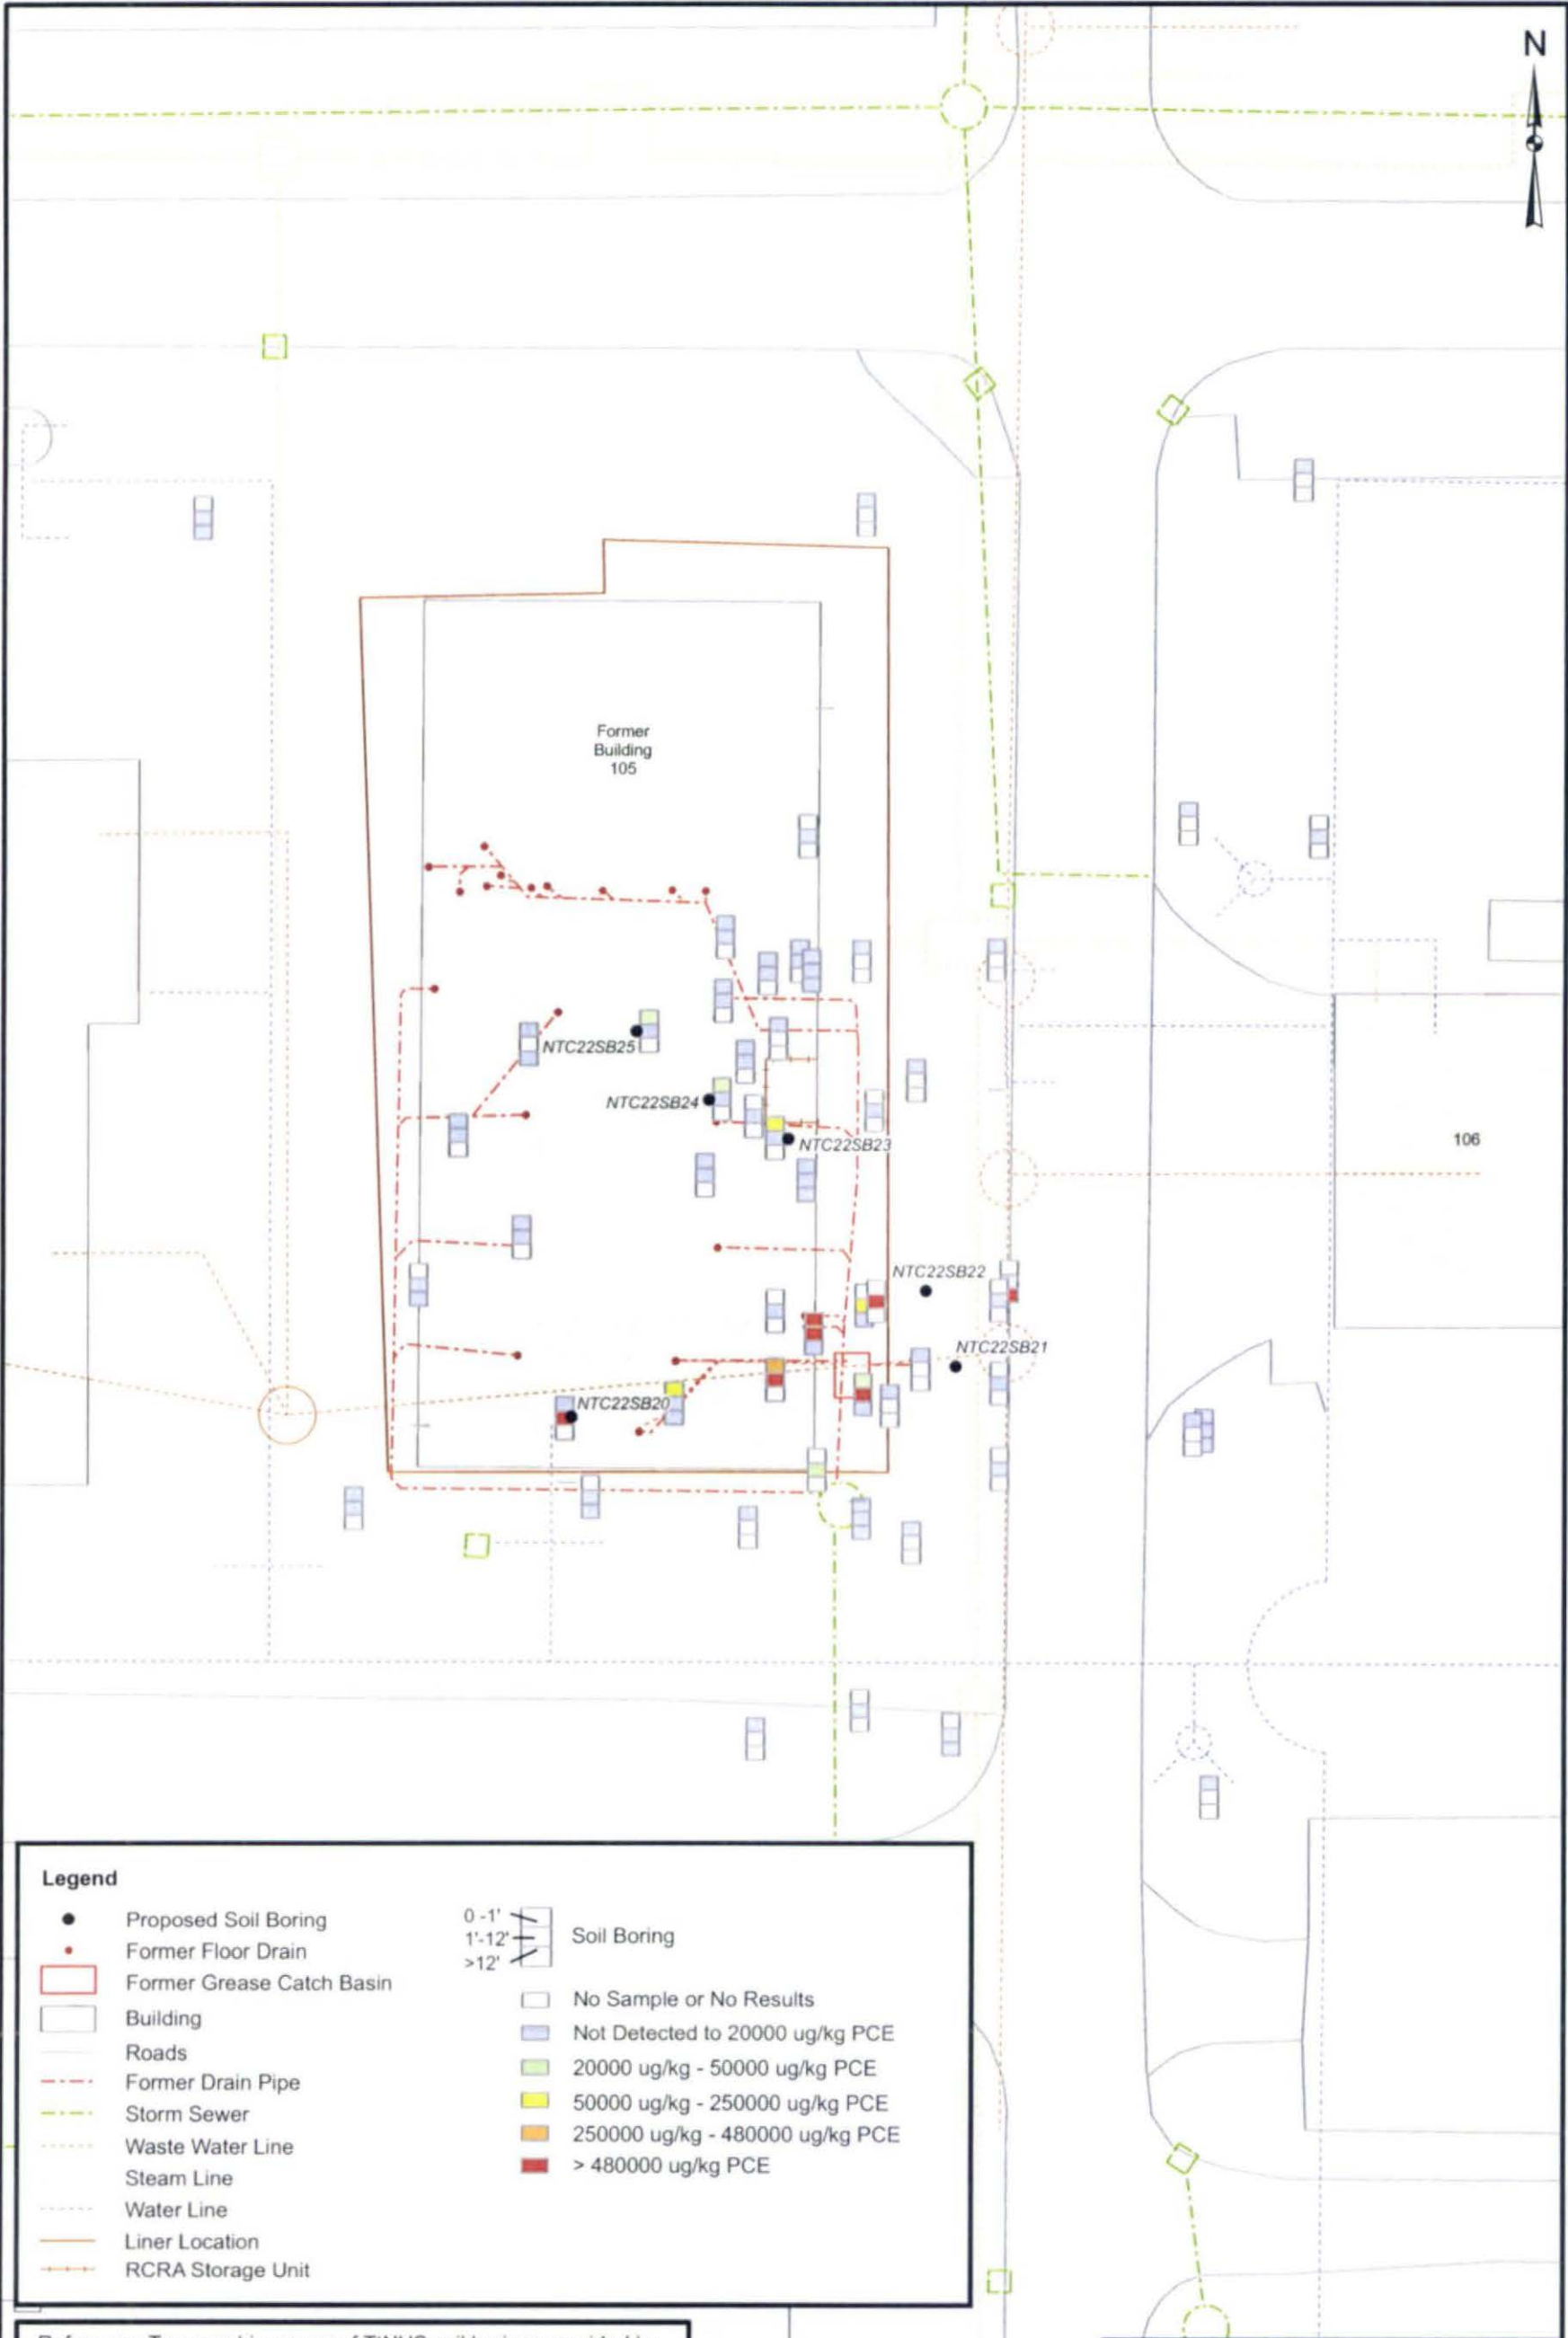 N
Former
Building
105
NTC22SB25
NTC22SB24
NTC22SB23
106
NTC22SB22
NTC22SB21
NTC22SB20
Legend
Proposed Soil Boring
Former Floor Drain
Former Grease Catch Basin
Building
Roads
Former Drain Pipe
Storm Sewer
Waste Water Line
Steam Line
Water Line
Liner Location
RCRA Storage Unit
0 -1'
1'-12'
>12'
Soil Boring
No Sample or No Results
Not Detected to 20000 ug/kg PCE
20000 ug/kg - 50000 ug/kg PCE
50000 ug/kg - 250000 ug/kg PCE
250000 ug/kg - 480000 ug/kg PCE
> 480000 ug/kg PCE